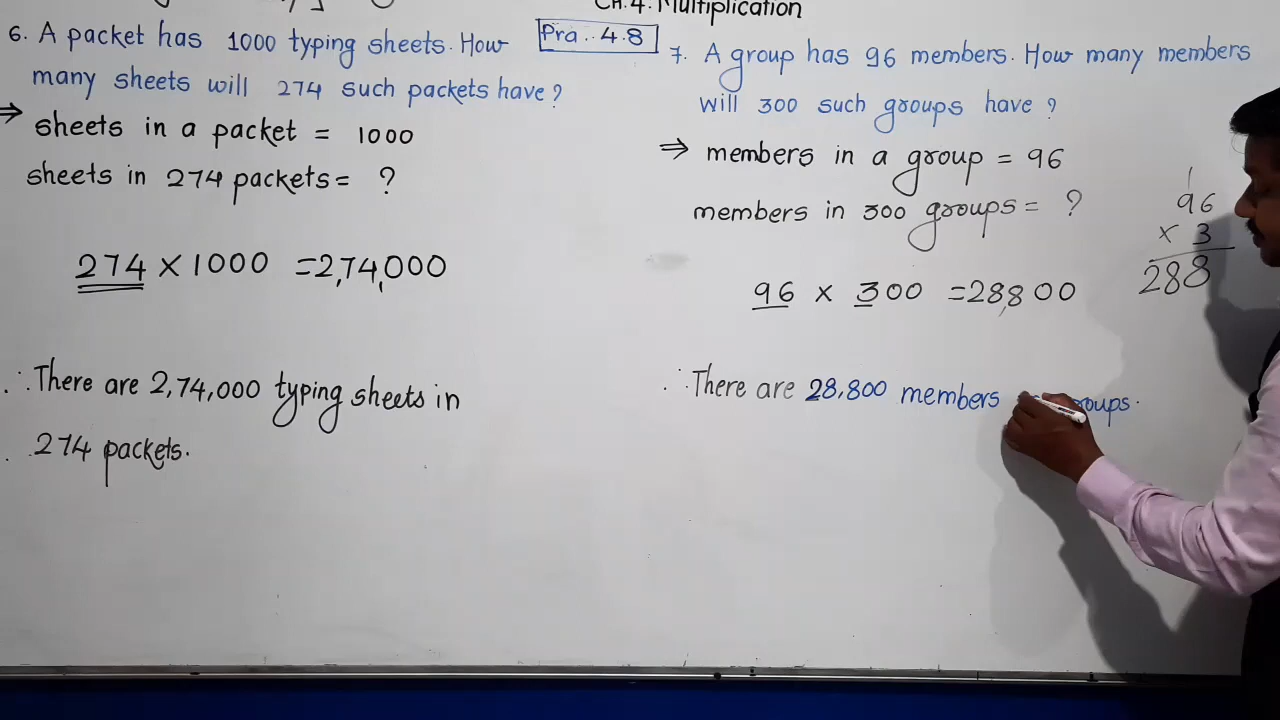 CH.4. Multiplication
Pra.. 4.8
6. A packet has 1000 typing sheets. How
many sheets will 274 such packets have?
⇒ sheets in a packet = 1000
sheets in 274 packets = ?
274 × 1000 = 2,74,000
∴ There are 2,74,000 typing sheets in
274 packets.
7. A group has 96 members. How many members
will 300 such groups have ?
⇒ members in a group = 96
members in 300 groups = ?
96 × 300 = 28,800
1
96
× 3
288
∴ There are 28,800 members